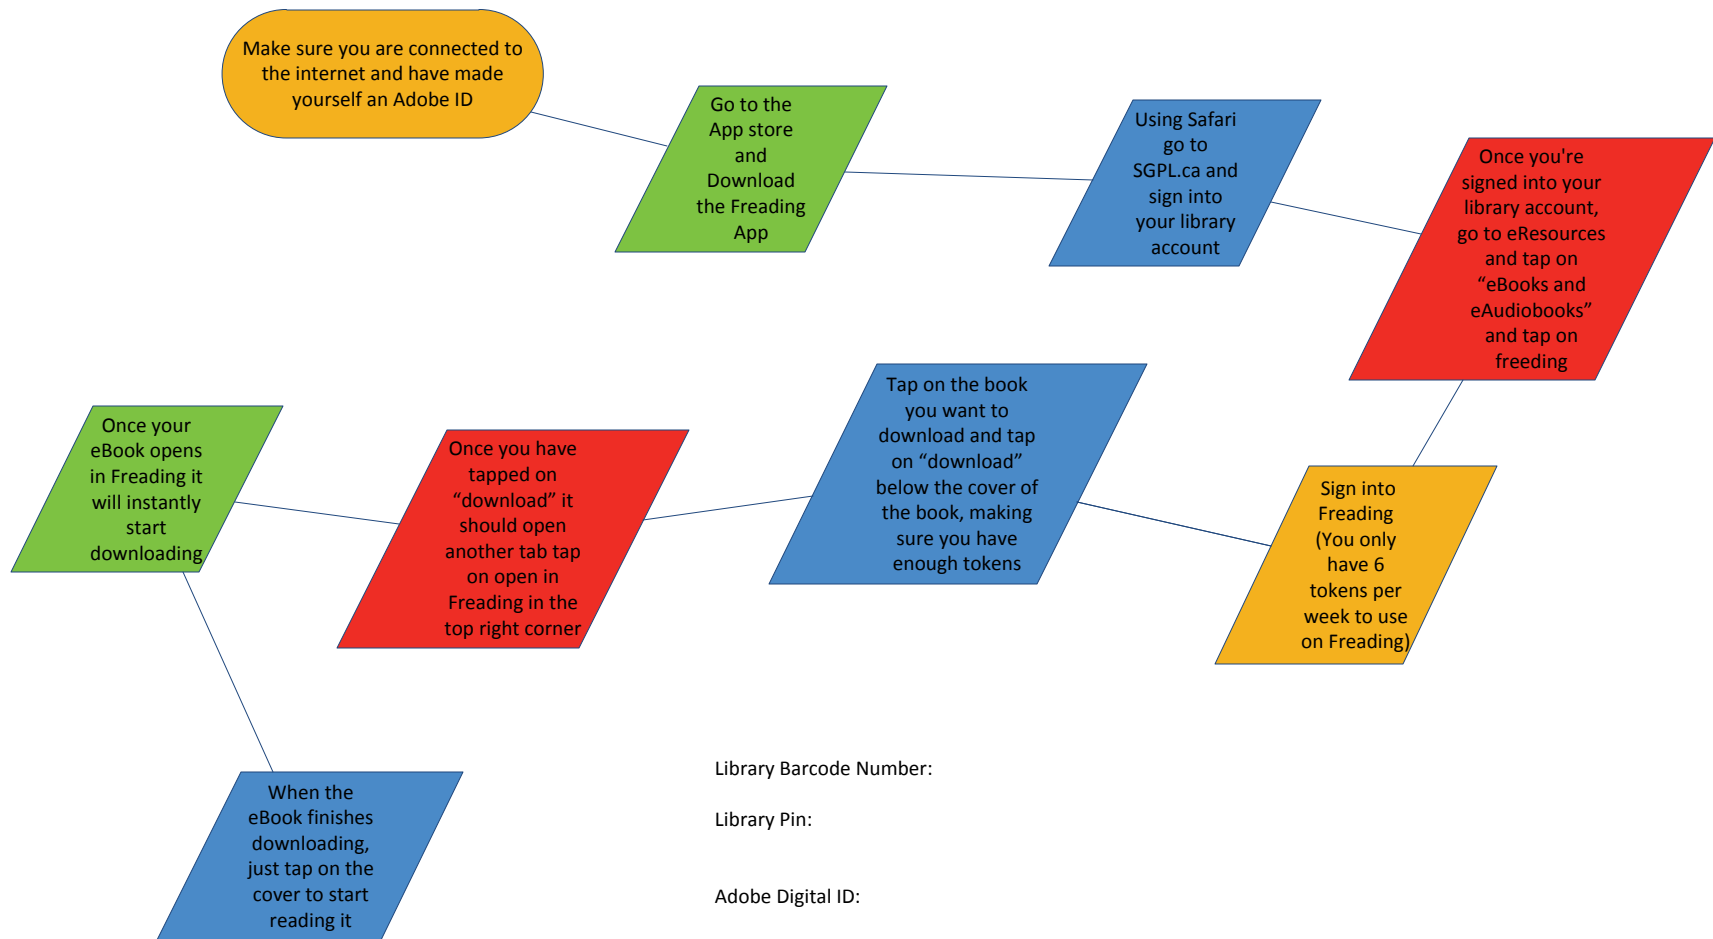 Make sure you are connected to
the internet and have made
yourself an Adobe ID
Go to the
App store
and
Download
the Freading
App
Using Safari
go to
SGPL.ca and
sign into
your library
account
Once you're
signed into your
library account,
go to eResources
and tap on
“eBooks and
eAudiobooks”
and tap on
freeding
Sign into
Freading
(You only
have 6
tokens per
week to use
on Freading)
Tap on the book
you want to
download and tap
on “download”
below the cover of
the book, making
sure you have
enough tokens
Once you have
tapped on
“download” it
should open
another tab tap
on open in
Freading in the
top right corner
Once your
eBook opens
in Freading it
will instantly
start
downloading
When the
eBook finishes
downloading,
just tap on the
cover to start
reading it
Library Barcode Number:
Library Pin:
Adobe Digital ID: